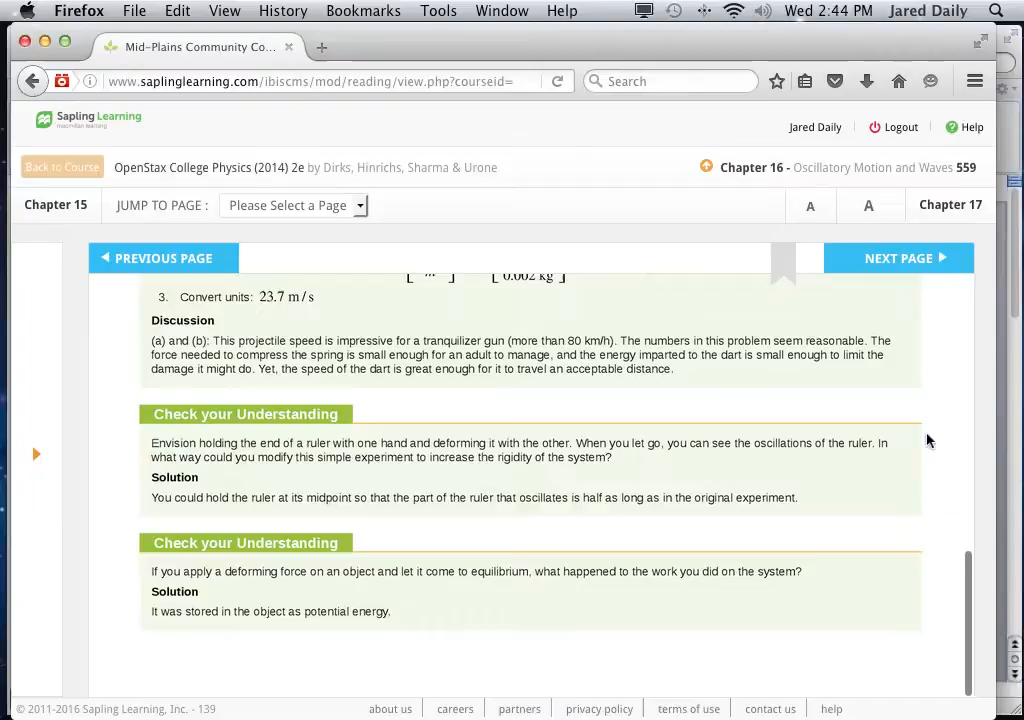 Firefox File Edit View History Bookmarks Tools Window Help Wed 2:44 PM Jared Daily
Mid-Plains Community Co...
www.saplinglearning.com/ibiscms/mod/reading/view.php?courseid= Search
Sapling Learning
macmillan learning
Jared Daily Logout Help
Back to Course OpenStax College Physics (2014) 2e by Dirks, Hinrichs, Sharma & Urone Chapter 16 - Oscillatory Motion and Waves 559
Chapter 15 JUMP TO PAGE : Please Select a Page A A Chapter 17
PREVIOUS PAGE NEXT PAGE
0.002 kg
3. Convert units: 23.7 m / s
Discussion
(a) and (b): This projectile speed is impressive for a tranquilizer gun (more than 80 km/h). The numbers in this problem seem reasonable. The
force needed to compress the spring is small enough for an adult to manage, and the energy imparted to the dart is small enough to limit the
damage it might do. Yet, the speed of the dart is great enough for it to travel an acceptable distance.
Check your Understanding
Envision holding the end of a ruler with one hand and deforming it with the other. When you let go, you can see the oscillations of the ruler. In
what way could you modify this simple experiment to increase the rigidity of the system?
Solution
You could hold the ruler at its midpoint so that the part of the ruler that oscillates is half as long as in the original experiment.
Check your Understanding
If you apply a deforming force on an object and let it come to equilibrium, what happened to the work you did on the system?
Solution
It was stored in the object as potential energy.
© 2011-2016 Sapling Learning, Inc. - 139 about us careers partners privacy policy terms of use contact us help